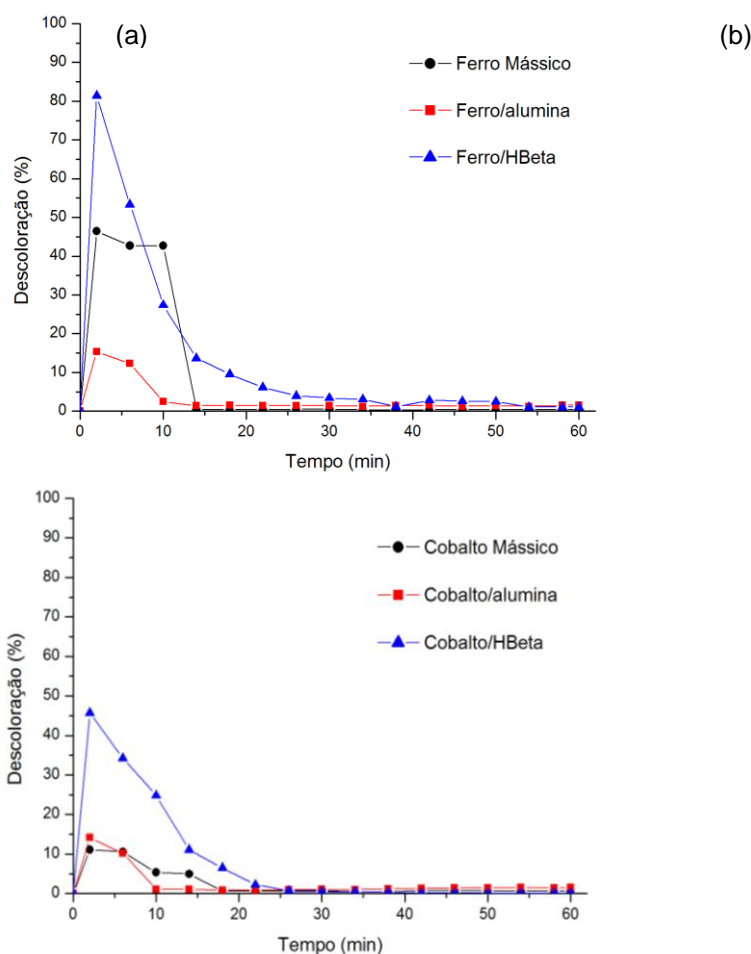 (a)
(b)
100
90
80
70
60
50
40
30
20
10
0
Descoloração (%)
Ferro Mássico
Ferro/alumina
Ferro/HBeta
0 10 20 30 40 50 60
Tempo (min)
100
90
80
70
60
50
40
30
20
10
0
Descoloração (%)
Cobalto Mássico
Cobalto/alumina
Cobalto/HBeta
0 10 20 30 40 50 60
Tempo (min)